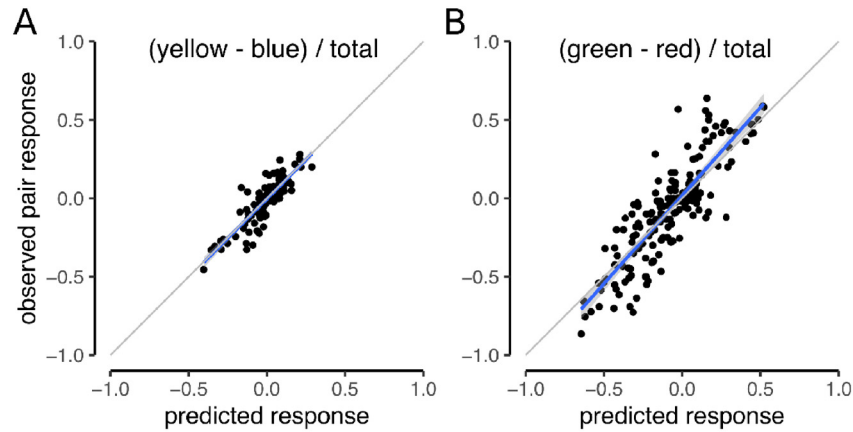 A
(yellow - blue) / total
observed pair response
1.0
0.5
0.0
−0.5
−1.0
−1.0 −0.5 0.0 0.5 1.0
predicted response
B
(green - red) / total
1.0
0.5
0.0
−0.5
−1.0
−1.0 −0.5 0.0 0.5 1.0
predicted response